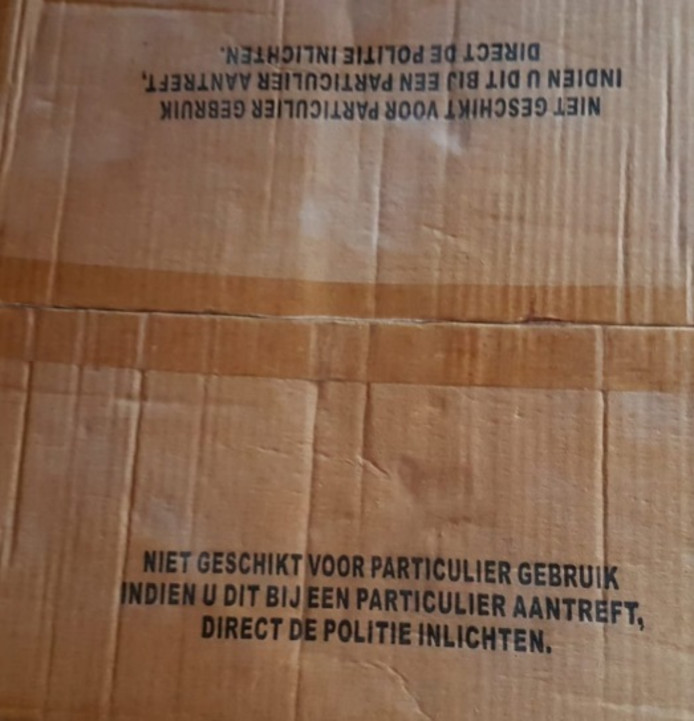 NIET GESCHIKT VOOR PARTICULIER GEBRUIK
INDIEN U DIT BIJ EEN PARTICULIER AANTREFT,
DIRECT DE POLITIE INLICHTEN.
NIET GESCHIKT VOOR PARTICULIER GEBRUIK
INDIEN U DIT BIJ EEN PARTICULIER AANTREFT,
DIRECT DE POLITIE INLICHTEN.